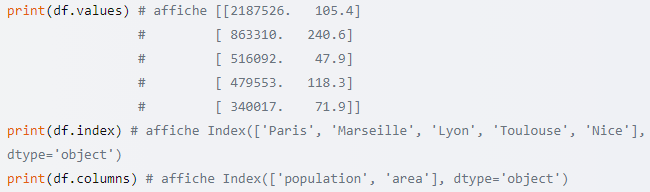 print(df.values) # affiche [[2187526. 105.4]
# [ 863310. 240.6]
# [ 516092. 47.9]
# [ 479553. 118.3]
# [ 340017. 71.9]]
print(df.index) # affiche Index(['Paris', 'Marseille', 'Lyon', 'Toulouse', 'Nice'],
dtype='object')
print(df.columns) # affiche Index(['population', 'area'], dtype='object')